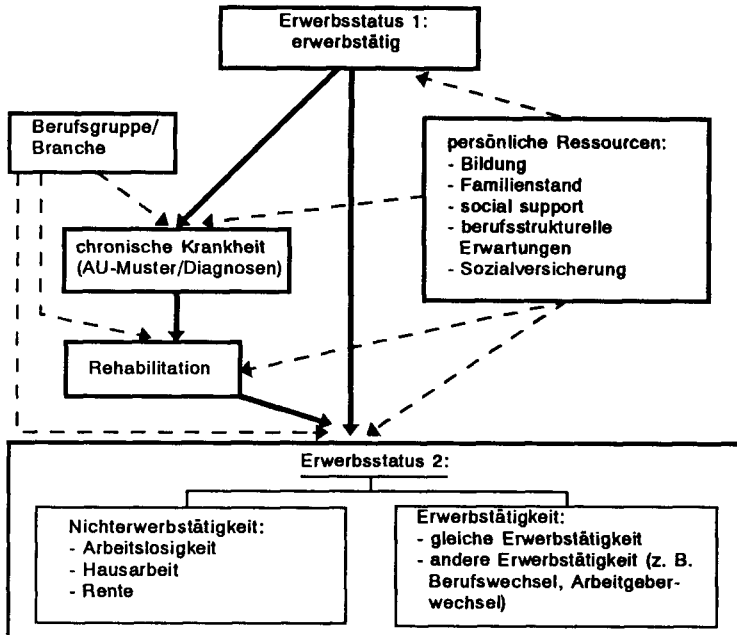 Erwerbsstatus 1:
erwerbstätig
Berufsgruppe/
Branche
persönliche Ressourcen:
- Bildung
- Familienstand
- social support
- berufsstrukturelle
Erwartungen
- Sozialversicherung
chronische Krankheit
(AU-Muster/Diagnosen)
Rehabilitation
Erwerbsstatus 2:
Nichterwerbstätigkeit:
- Arbeitslosigkeit
- Hausarbeit
- Rente
Erwerbstätigkeit:
- gleiche Erwerbstätigkeit
- andere Erwerbstätigkeit (z. B.
Berufswechsel, Arbeitgeber-
wechsel)